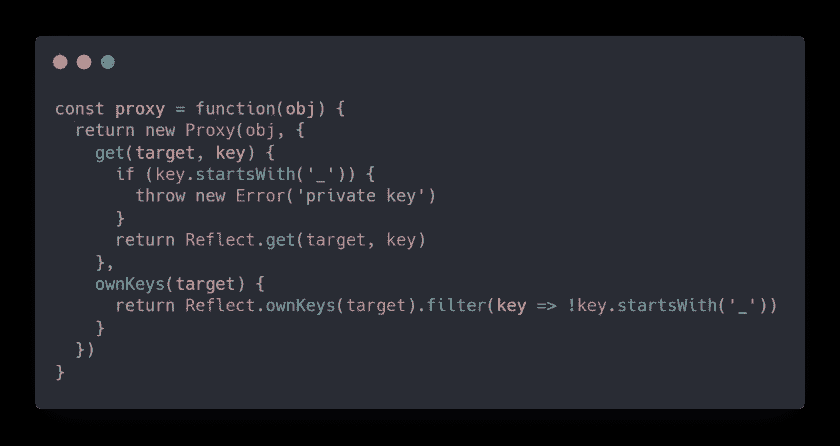 const proxy = function(obj) {
  return new Proxy(obj, {
    get(target, key) {
      if (key.startsWith('_')) {
        throw new Error('private key')
      }
      return Reflect.get(target, key)
    },
    ownKeys(target) {
      return Reflect.ownKeys(target).filter(key => !key.startsWith('_'))
    }
  })
}